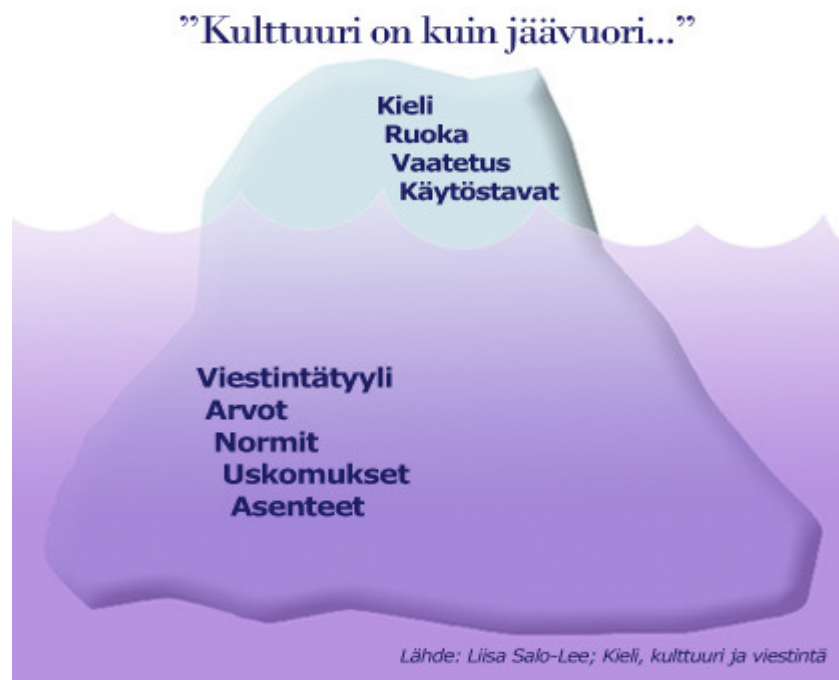 ”Kulttuuri on kuin jäävuori...”
Kieli
Ruoka
Vaatetus
Käytöstavat
Viestintätyyli
Arvot
Normit
Uskomukset
Asenteet
Lähde: Liisa Salo-Lee; Kieli, kulttuuri ja viestintä